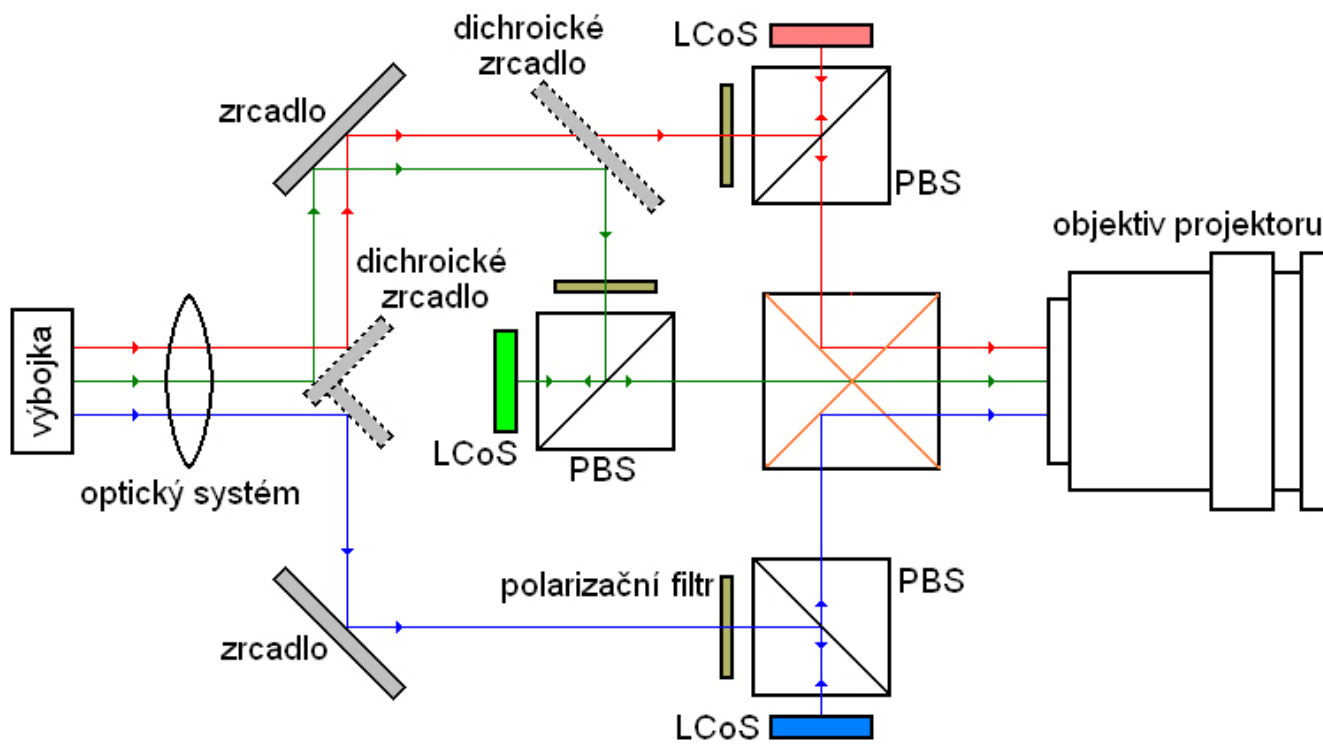 LCoS
dichroické
zrcadlo
zrcadlo
PBS
objektiv projektoru
dichroické
zrcadlo
výbojka
LCoS
PBS
optický systém
polarizační filtr
PBS
zrcadlo
LCoS